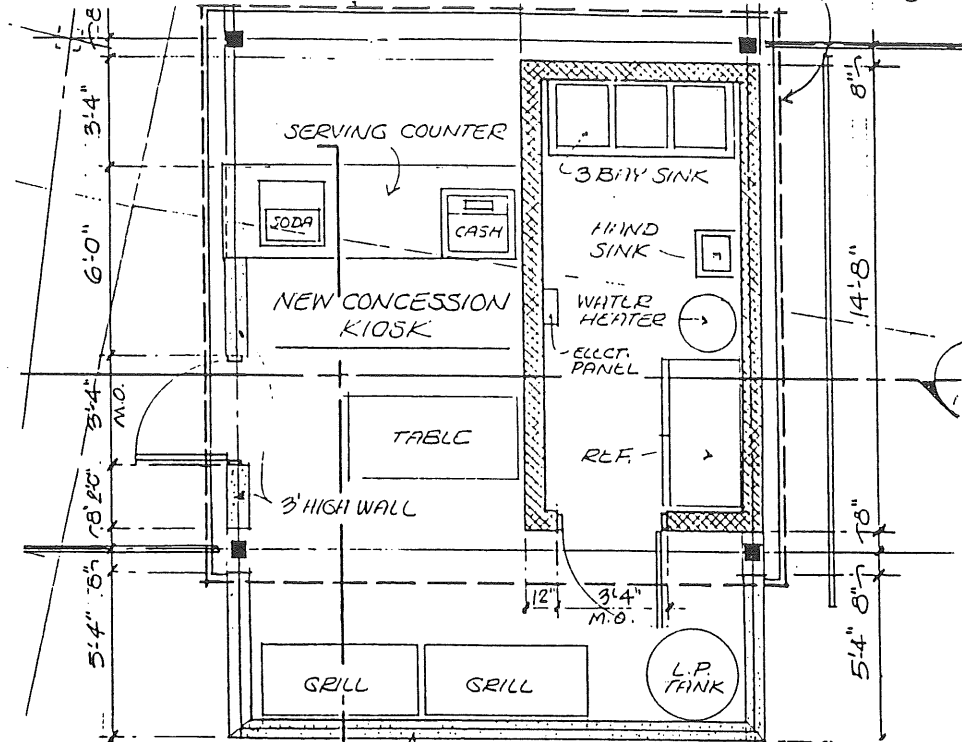 SERVING COUNTER
3 BAY SINK
SODA
CASH
HAND
SINK
NEW CONCESSION
KIOSK
WATER
HEATER
ELECT.
PANEL
TABLE
REF.
3' HIGH WALL
GRILL
GRILL
L.P.
TANK
12"
3'4"
M.O.
3'-4"
6'-0"
3'-4"
M.O.
2'-0"
8"
8"
5'-4"
8"
14'-8"
8"
8"
5'-4"